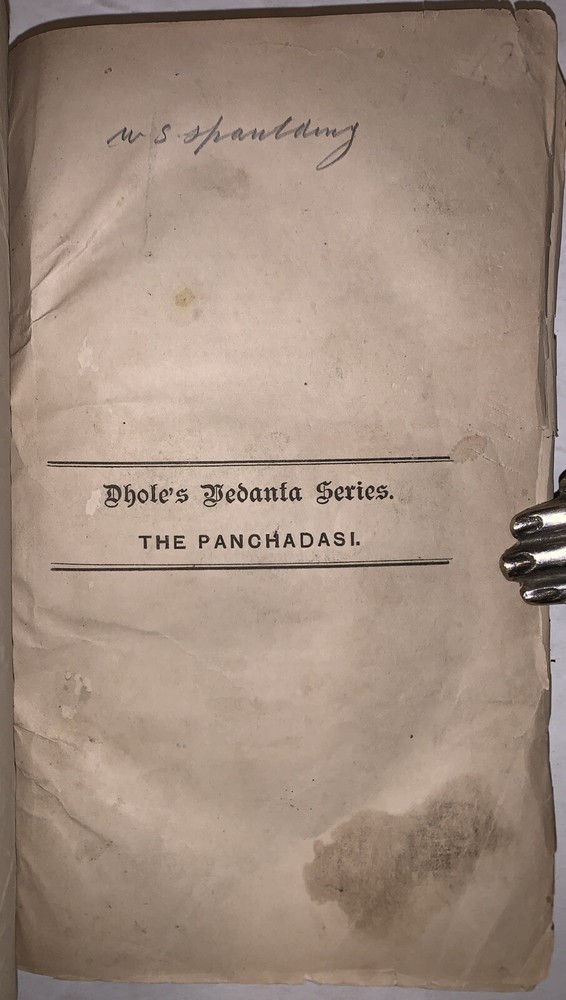 w S Spaulding
Dhole's Vedanta Series.
THE PANCHADASI.